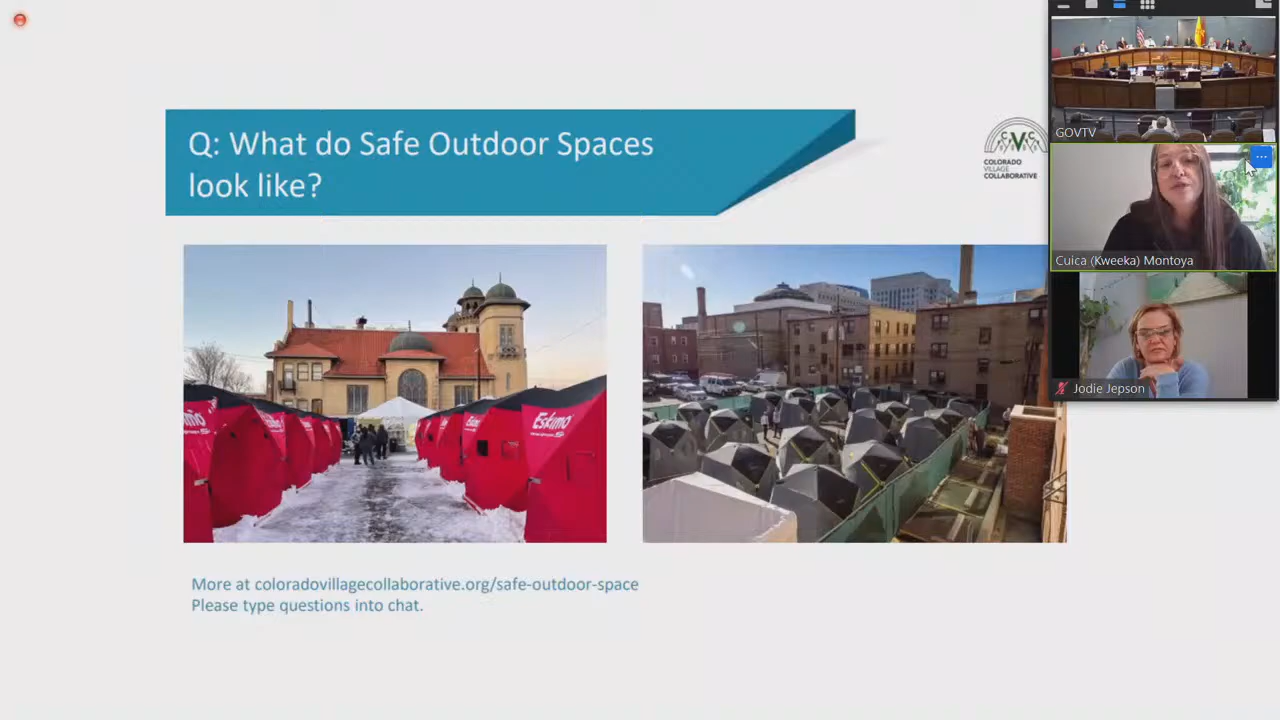 Q: What do Safe Outdoor Spaces
look like?
COLORADO
VILLAGE
COLLABORATIVE
Eskimo
Eskimo
More at coloradovillagecollaborative.org/safe-outdoor-space
Please type questions into chat.
GOVTV
Cuica (Kweeka) Montoya
Jodie Jepson